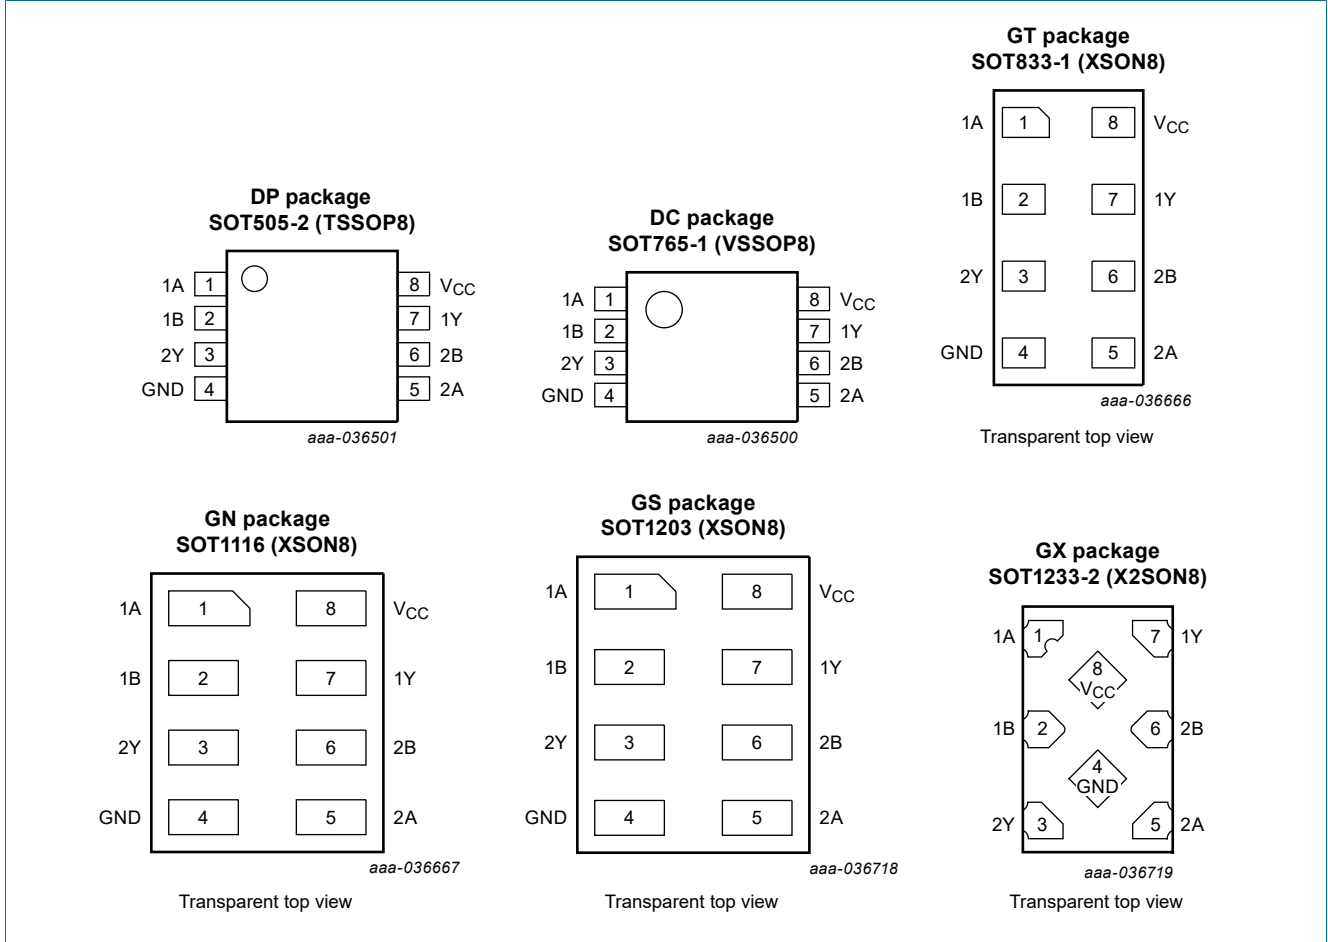 DP package
SOT505-2 (TSSOP8)
1A 1 8 VCC
1B 2 7 1Y
2Y 3 6 2B
GND 4 5 2A
aaa-036501
DC package
SOT765-1 (VSSOP8)
1A 1 8 VCC
1B 2 7 1Y
2Y 3 6 2B
GND 4 5 2A
aaa-036500
GT package
SOT833-1 (XSON8)
1A 1 8 VCC
1B 2 7 1Y
2Y 3 6 2B
GND 4 5 2A
aaa-036666
Transparent top view
GN package
SOT1116 (XSON8)
1A 1 8 VCC
1B 2 7 1Y
2Y 3 6 2B
GND 4 5 2A
aaa-036667
Transparent top view
GS package
SOT1203 (XSON8)
1A 1 8 VCC
1B 2 7 1Y
2Y 3 6 2B
GND 4 5 2A
aaa-036718
Transparent top view
GX package
SOT1233-2 (X2SON8)
1A 1 7 1Y
8
VCC
1B 2 6 2B
4
GND
2Y 3 5 2A
aaa-036719
Transparent top view